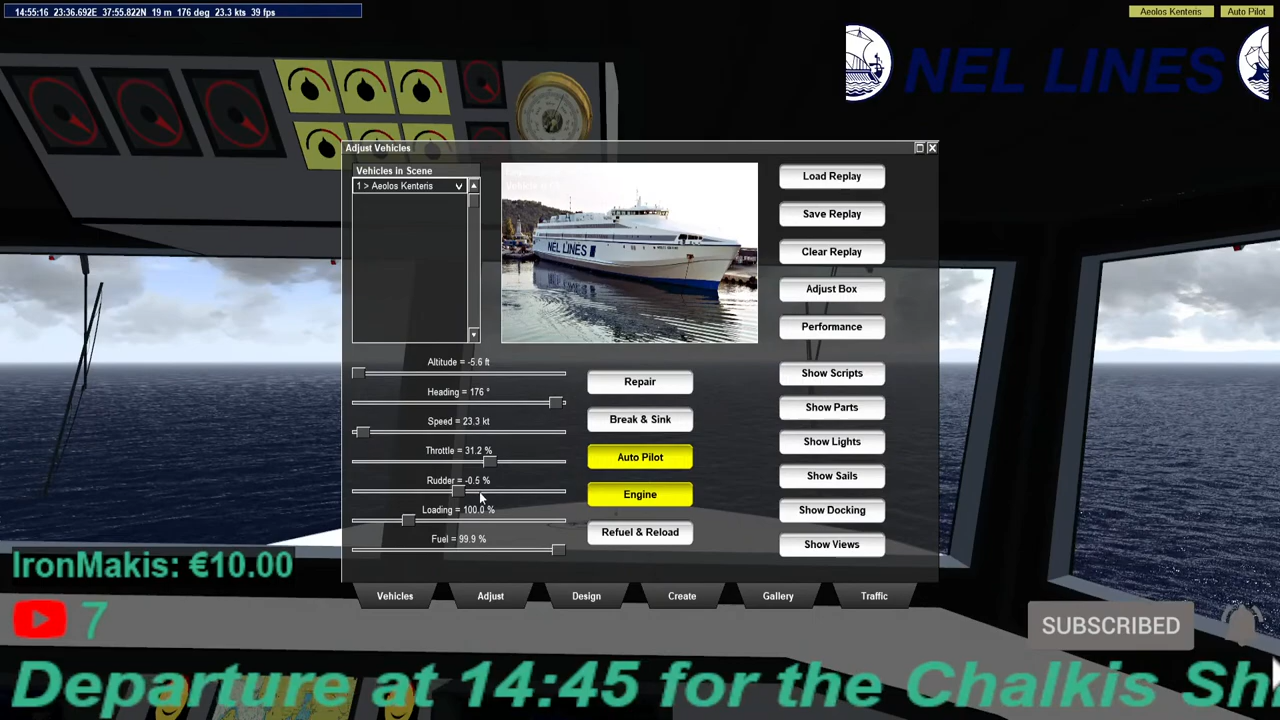 14:55:16 23:36.692E 37:55.822N 19 m 176 deg 23.3 kts 39 fps
Aeolos Kenteris
Auto Pilot
NEL LINES
Adjust Vehicles
Vehicles in Scene
1 > Aeolos Kenteris
NEL LINES
Altitude = -5.6 ft
Heading = 176 °
Speed = 23.3 kt
Throttle = 31.2 %
Rudder = -0.5 %
Loading = 100.0 %
Fuel = 99.9 %
Repair
Break & Sink
Auto Pilot
Engine
Refuel & Reload
Load Replay
Save Replay
Clear Replay
Adjust Box
Performance
Show Scripts
Show Parts
Show Lights
Show Sails
Show Docking
Show Views
Vehicles
Adjust
Design
Create
Gallery
Traffic
IronMakis: €10.00
7
SUBSCRIBED
Departure at 14:45 for the Chalkis Sh